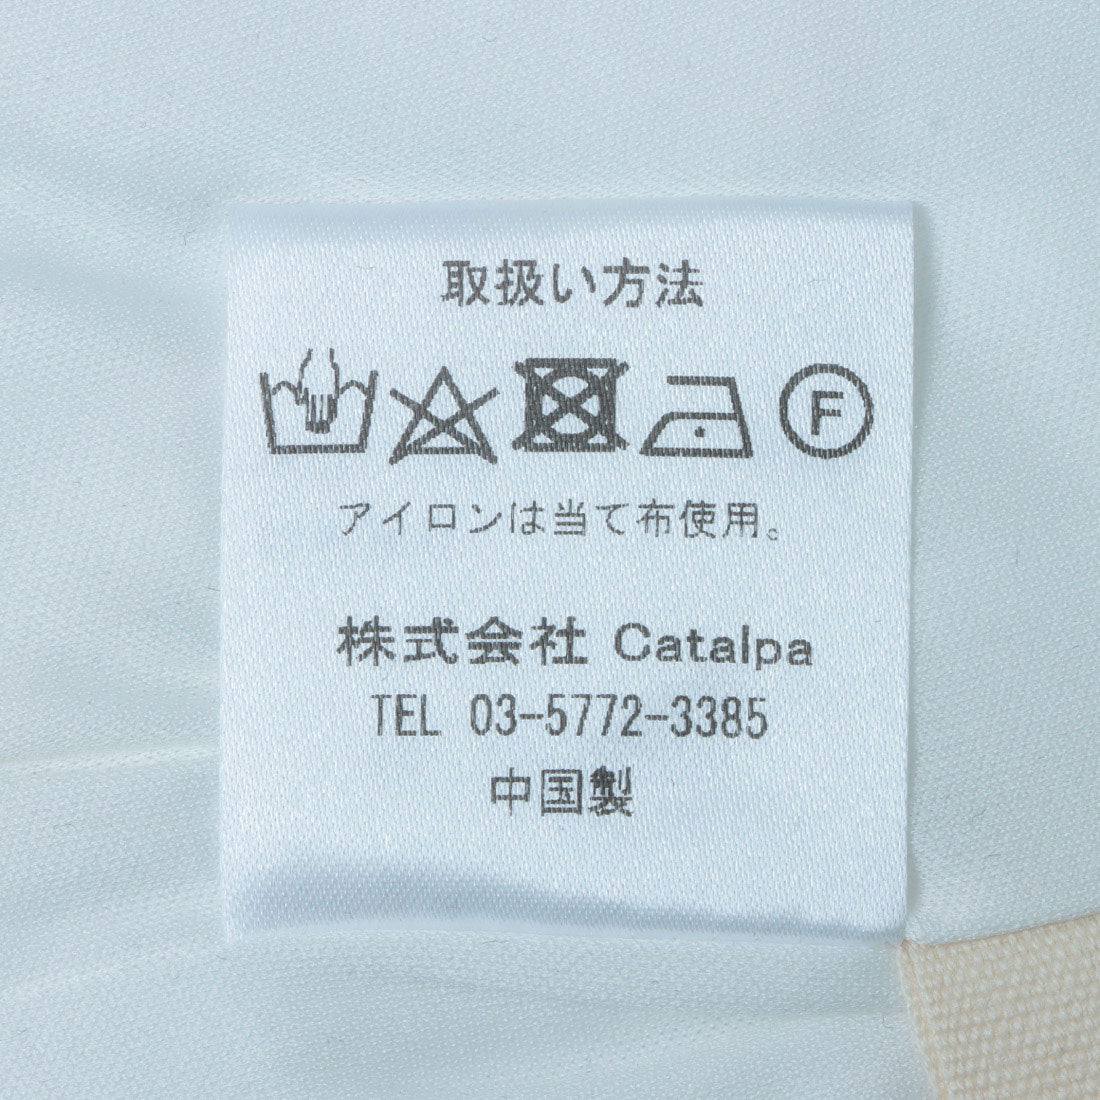 取扱い方法
F
アイロンは当て布使用。
株式会社 Catalpa
TEL 03-5772-3385
中国製